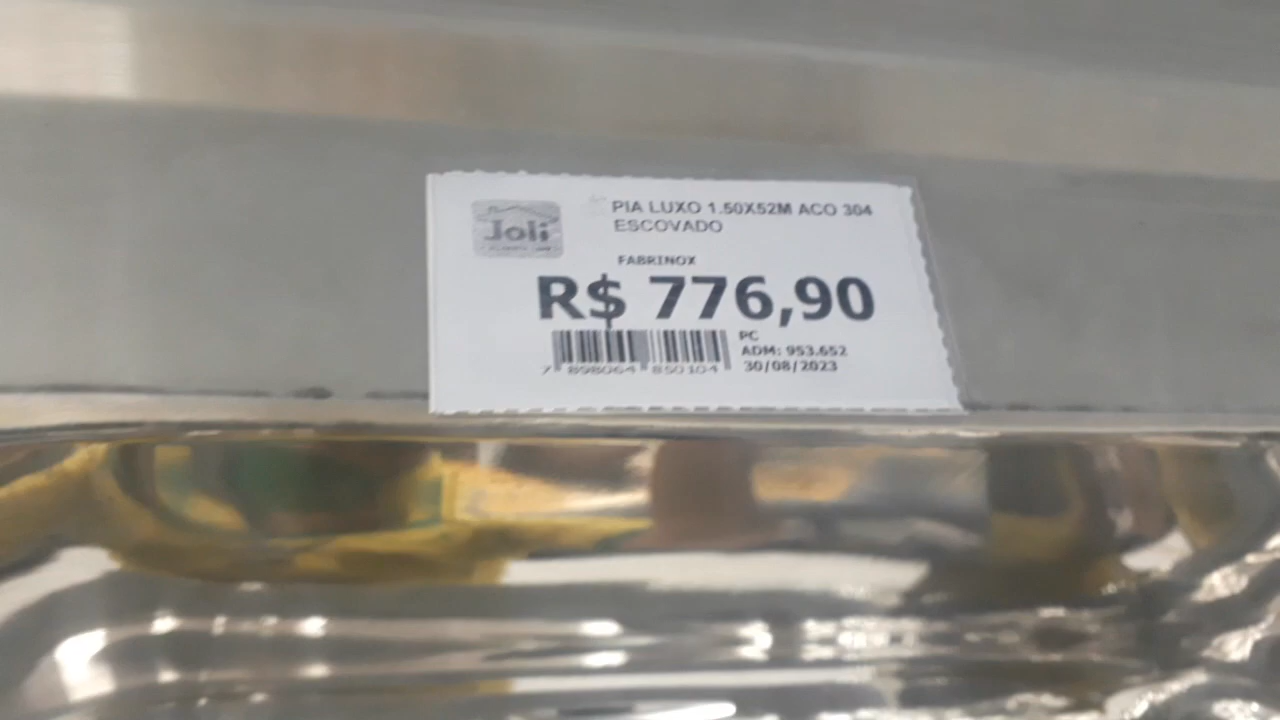 Joli
PIA LUXO 1.50X52M ACO 304
ESCOVADO
FABRINOX
R$ 776,90
PC
ADM: 953.652
30/08/2023
7 898064 850104